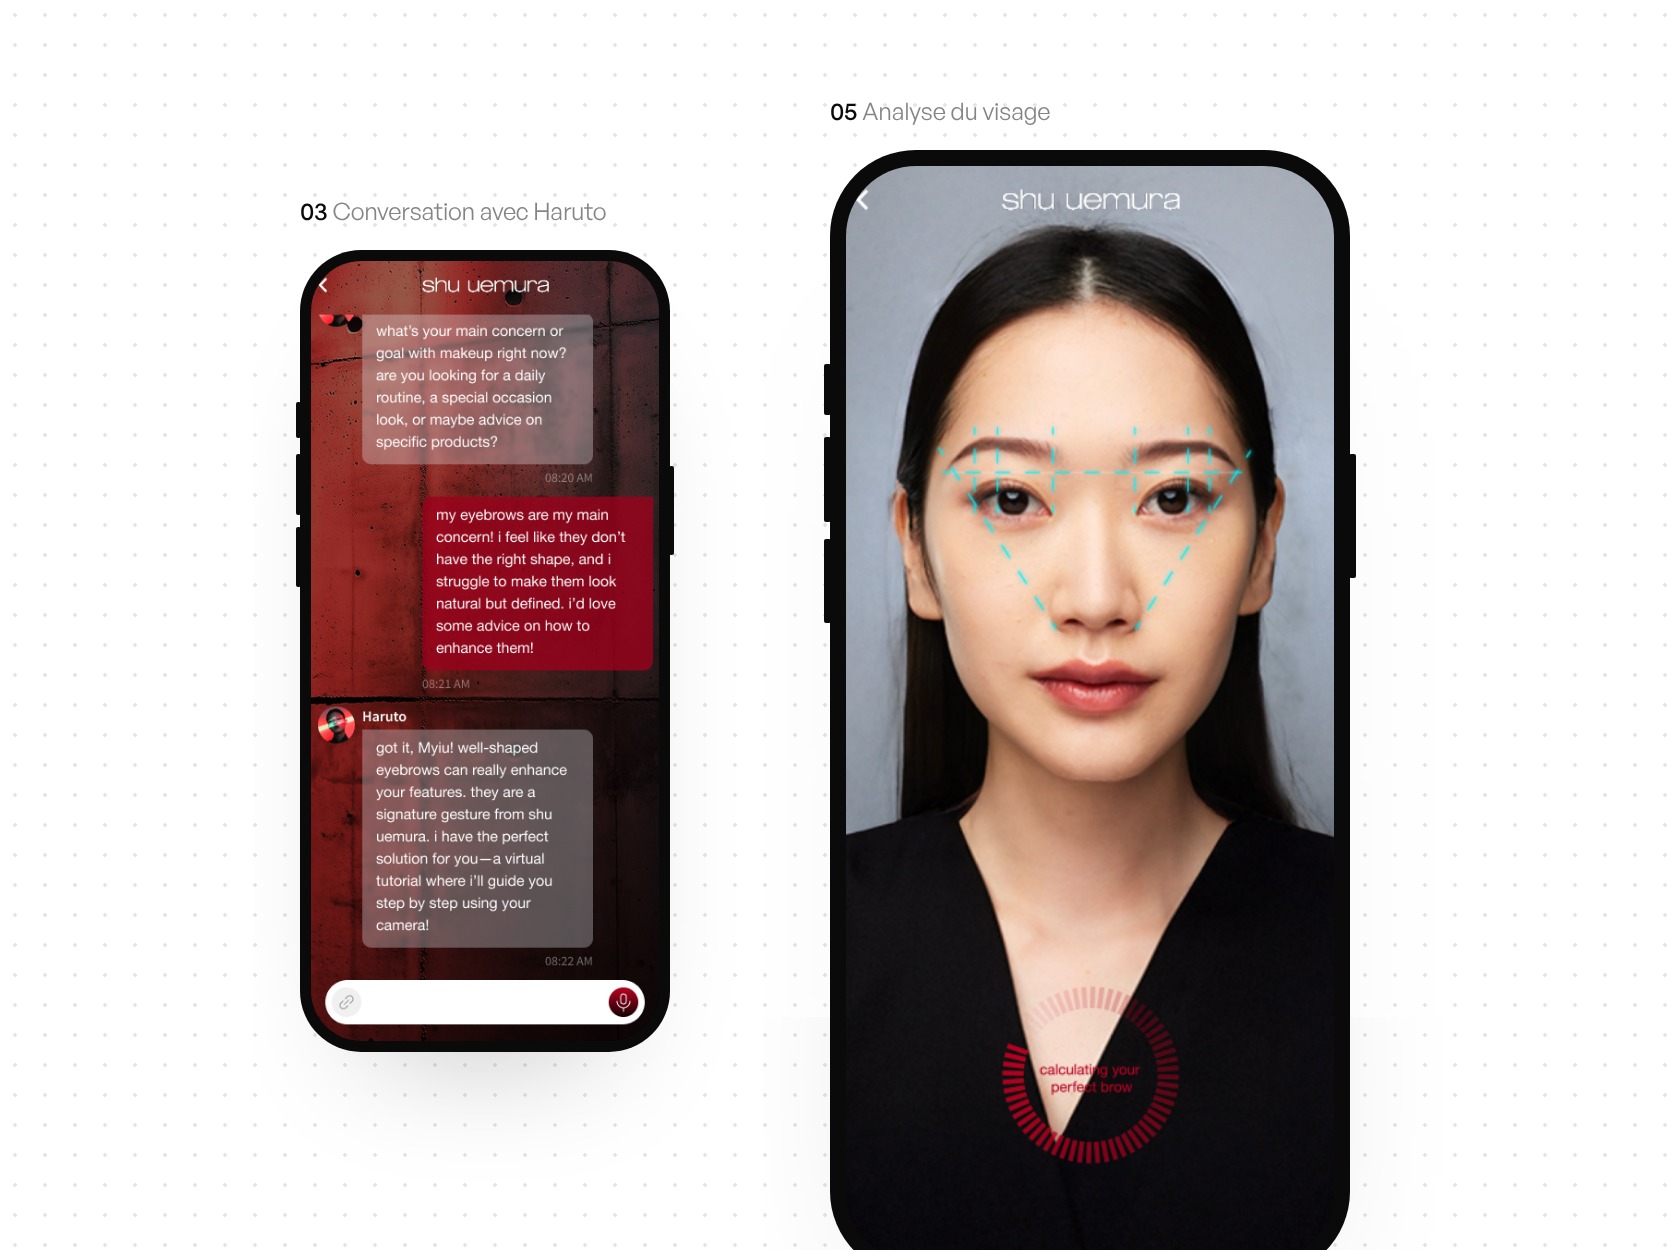 03 Conversation avec Haruto
shu uemura
what's your main concern or
goal with makeup right now?
are you looking for a daily
routine, a special occasion
look, or maybe advice on
specific products?
08:20 AM
my eyebrows are my main
concern! i feel like they don't
have the right shape, and i
struggle to make them look
natural but defined. i'd love
some advice on how to
enhance them!
08:21 AM
Haruto
got it, Myiu! well-shaped
eyebrows can really enhance
your features. they are a
signature gesture from shu
uemura. i have the perfect
solution for you—a virtual
tutorial where i'll guide you
step by step using your
camera!
08:22 AM
05 Analyse du visage
shu uemura
calculating your
perfect brow